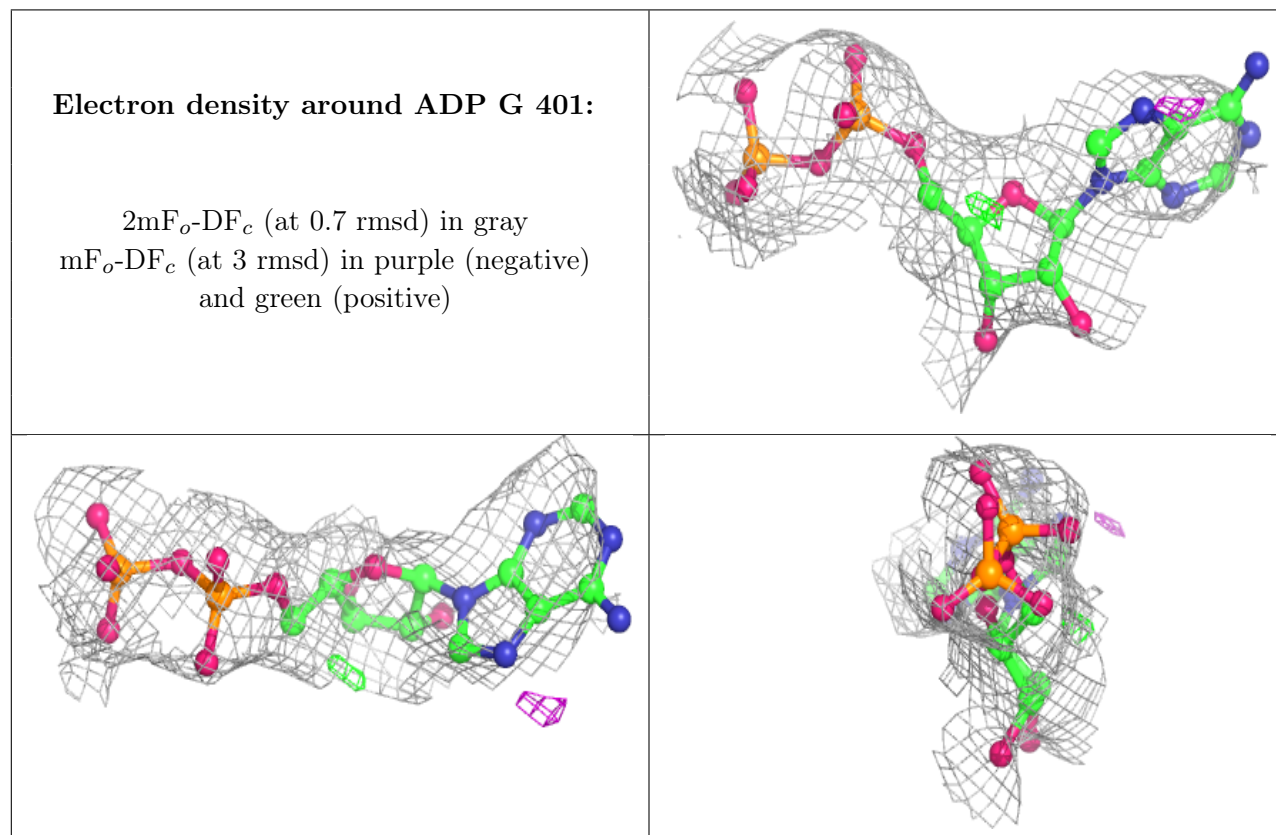 Electron density around ADP G 401:
2mFo-DFc (at 0.7 rmsd) in gray
mFo-DFc (at 3 rmsd) in purple (negative)
and green (positive)